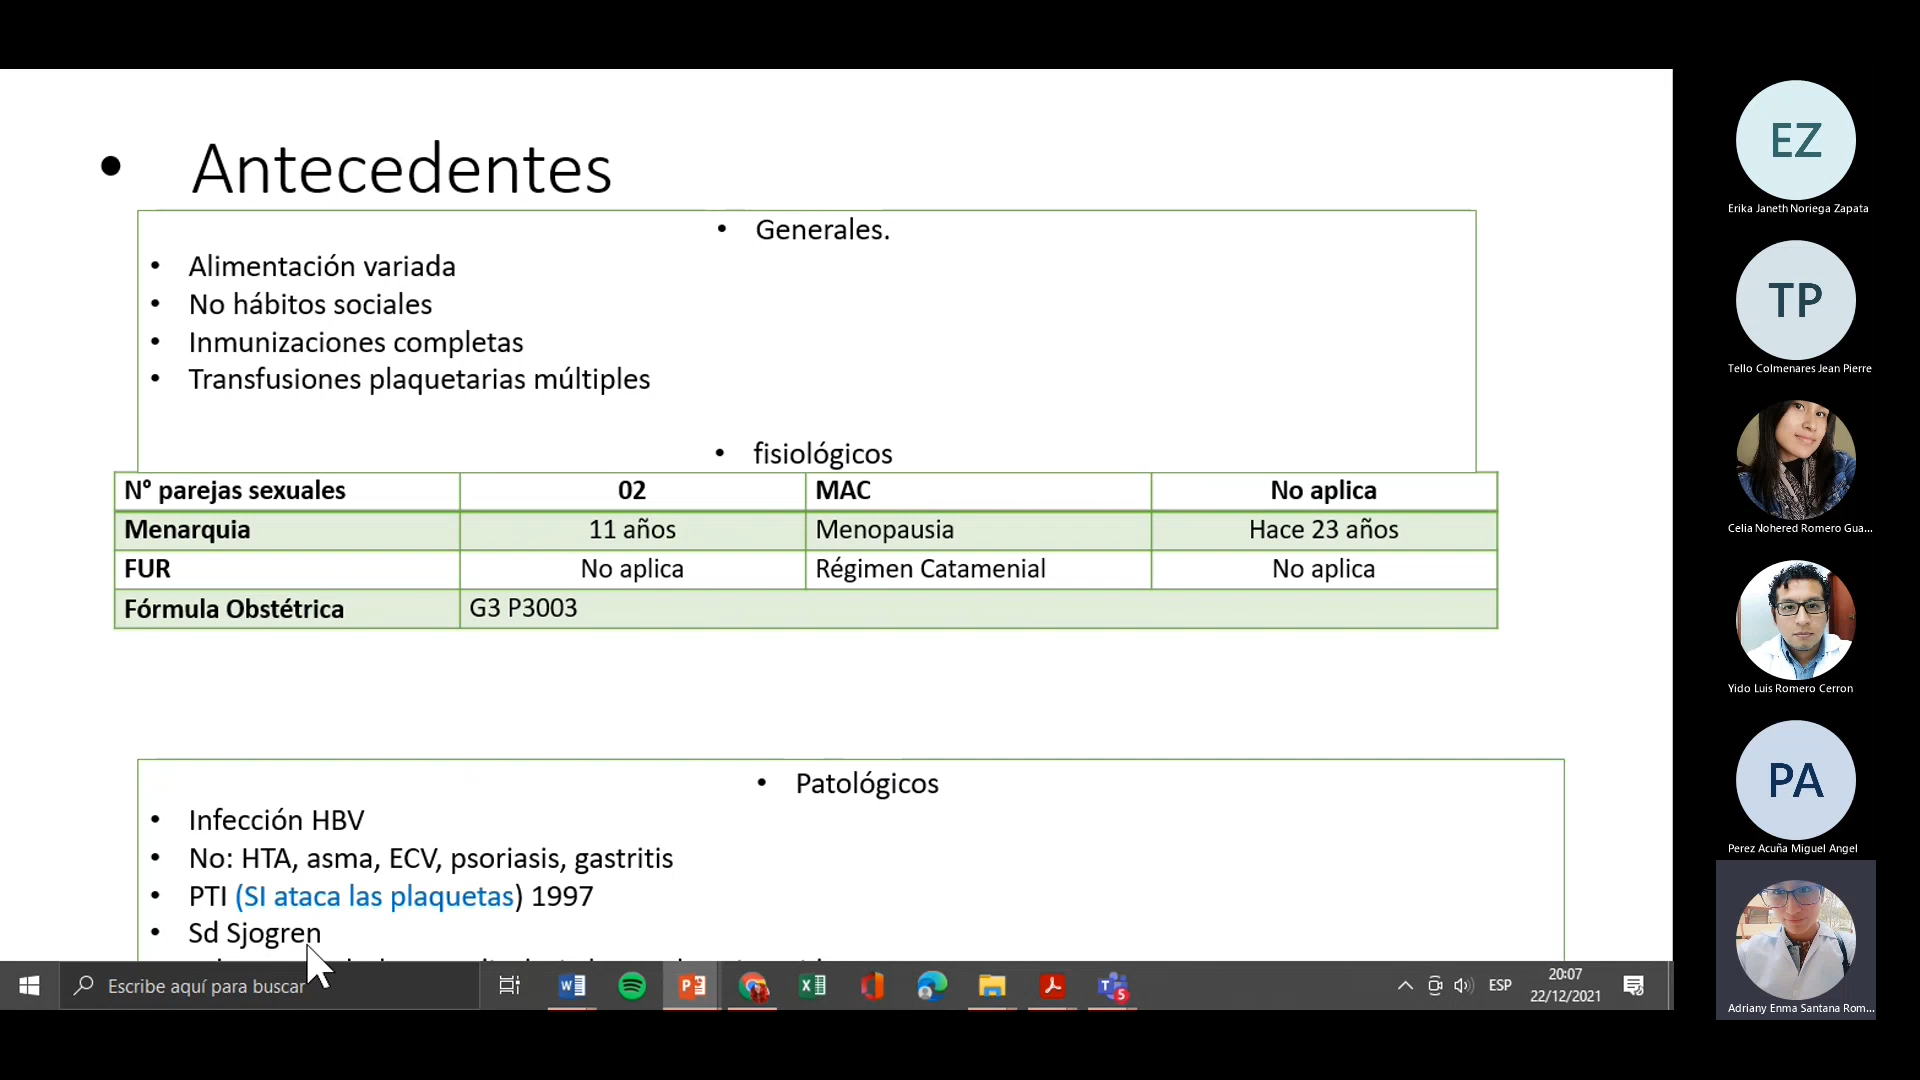 • Antecedentes
• Generales.
• Alimentación variada
• No hábitos sociales
• Inmunizaciones completas
• Transfusiones plaquetarias múltiples
• fisiológicos
N° parejas sexuales 02 MAC No aplica
Menarquia 11 años Menopausia Hace 23 años
FUR No aplica Régimen Catamenial No aplica
Fórmula Obstétrica G3 P3003
• Patológicos
• Infección HBV
• No: HTA, asma, ECV, psoriasis, gastritis
• PTI (SI ataca las plaquetas) 1997
• Sd Sjogren
Escribe aquí para buscar
ESP
20:07
22/12/2021
5
EZ
Erika Janeth Noriega Zapata
TP
Tello Colmenares Jean Pierre
Celia Nohered Romero Gua...
Yido Luis Romero Cerron
PA
Perez Acuña Miguel Angel
Adriany Enma Santana Rom...